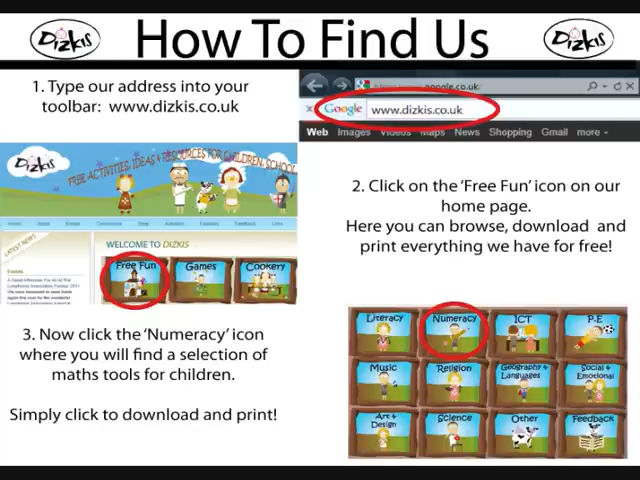 Dizkis
How To Find Us
Dizkis
1. Type our address into your
toolbar: www.dizkis.co.uk
Google
www.dizkis.co.uk
Web Images Videos Maps News Shopping Gmail more
Dizkis
FREE ACTIVITIES IDEAS & RESOURCES FOR CHILDREN, SCHOOL
LATEST NEWS
WELCOME TO DIZKIS
Free Fun
Games
Cookery
2. Click on the ‘Free Fun’ icon on our
home page.
Here you can browse, download and
print everything we have for free!
3. Now click the ‘Numeracy’ icon
where you will find a selection of
maths tools for children.
Simply click to download and print!
Literacy
Numeracy
ICT
P.E
Music
Religion
Geography &
Languages
Social &
Emotional
Art &
Design
Science
Other
Feedback